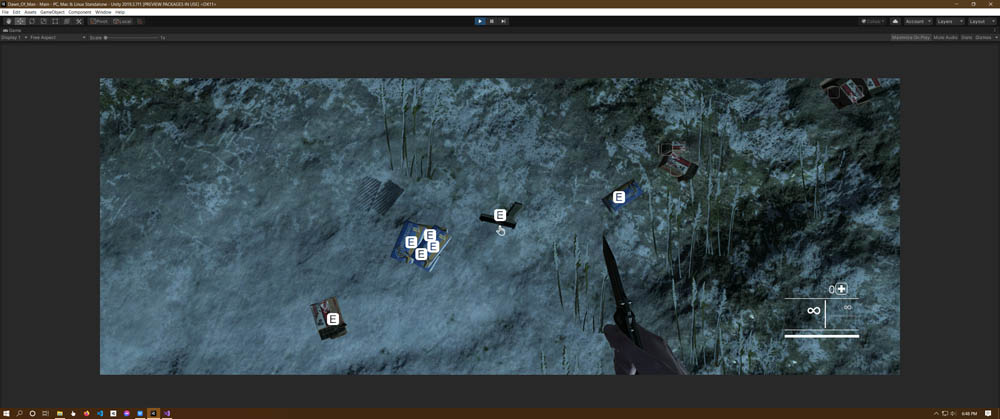 Dawn_Of_Man - Main - PC, Mac & Linux Standalone - Unity 2019.3.7f1 [PREVIEW PACKAGES IN USE] <DX11>
File Edit Assets GameObject Component Window Help
Pivot Local Collab Account Layers Layout
Game
Display 1 Free Aspect Scale 1x Maximize On Play Mute Audio Stats Gizmos
E
E
E
E
E
E
0
∞ ∞
E
6:48 PM